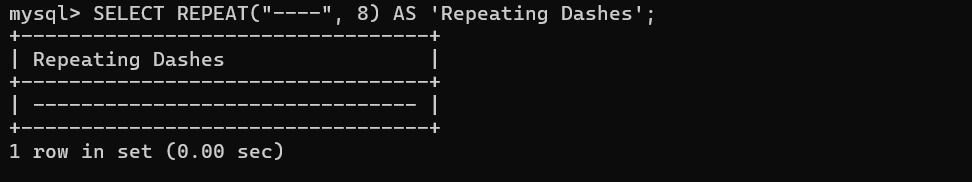 mysql> SELECT REPEAT("----", 8) AS 'Repeating Dashes';
+----------------------------------+
| Repeating Dashes                 |
+----------------------------------+
| -------------------------------- |
+----------------------------------+
1 row in set (0.00 sec)